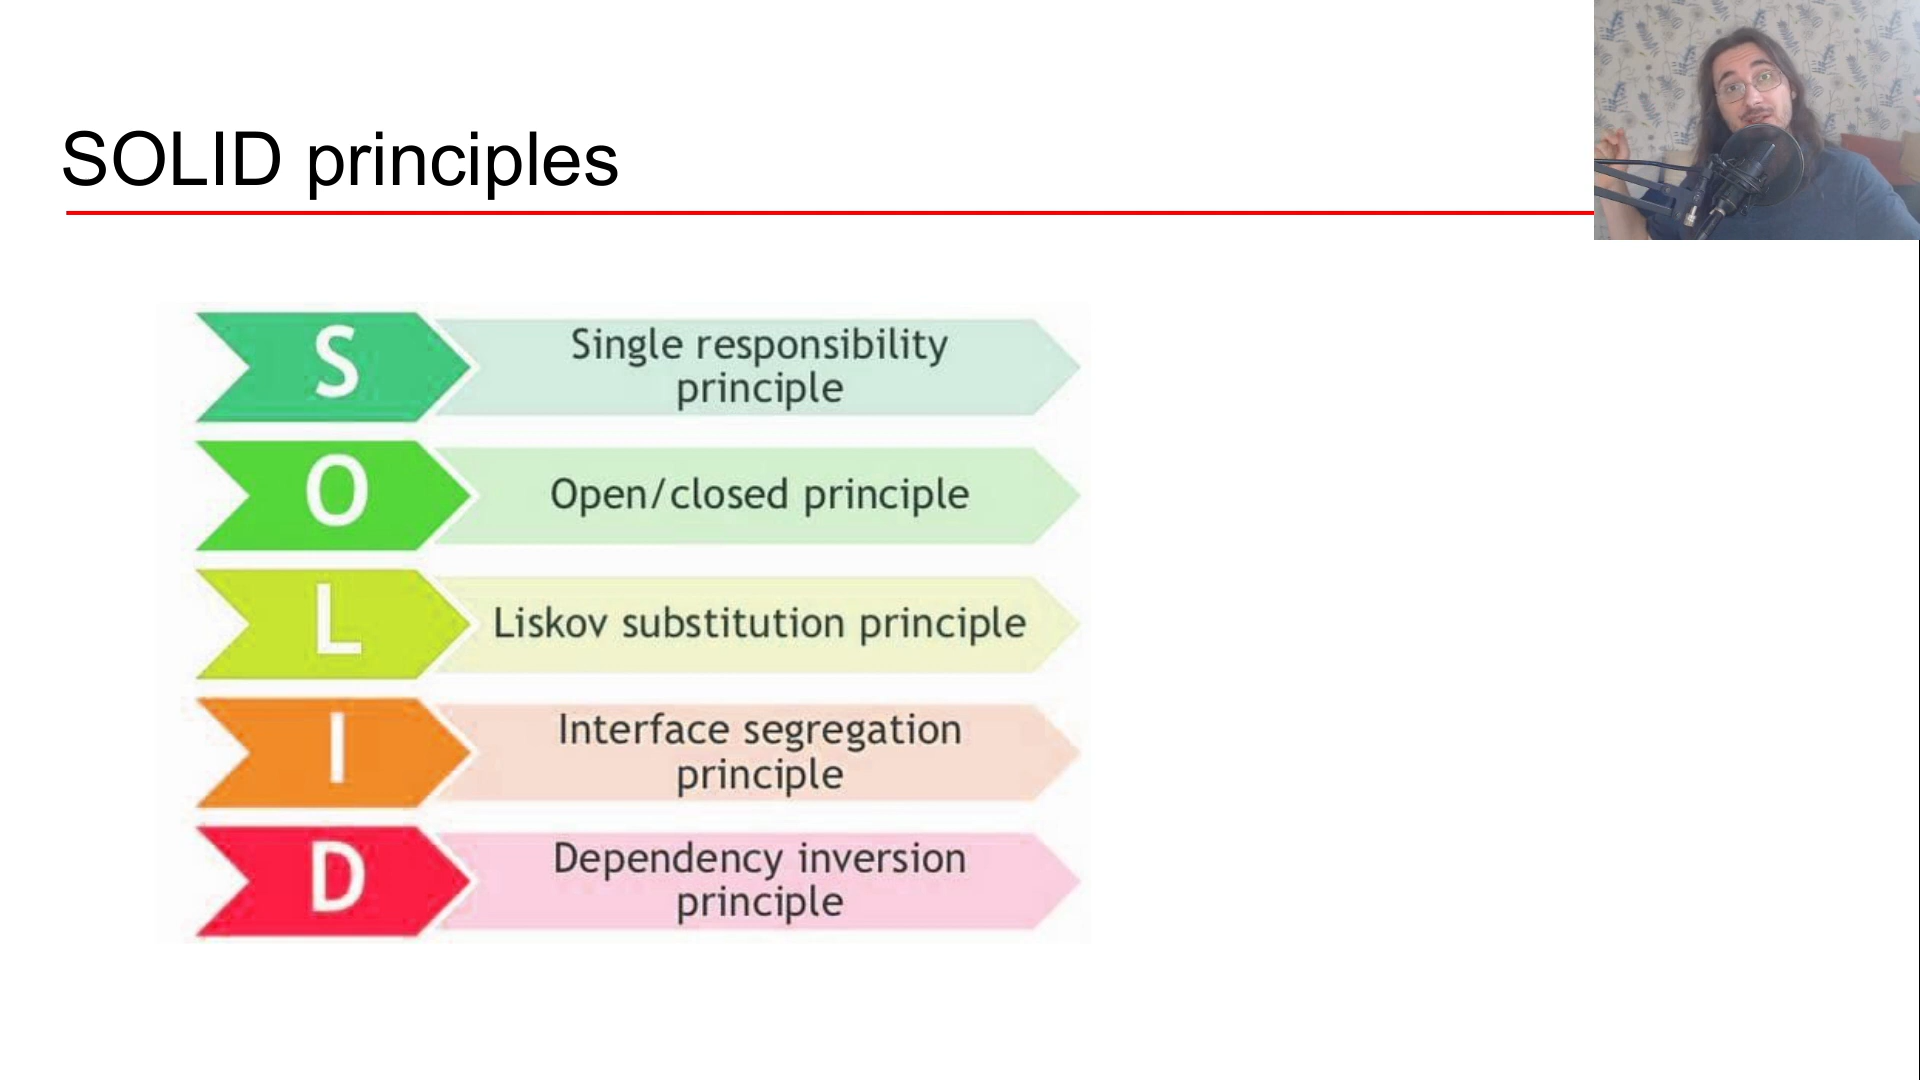 SOLID principles
S
Single responsibility
principle
O
Open/closed principle
L
Liskov substitution principle
I
Interface segregation
principle
D
Dependency inversion
principle